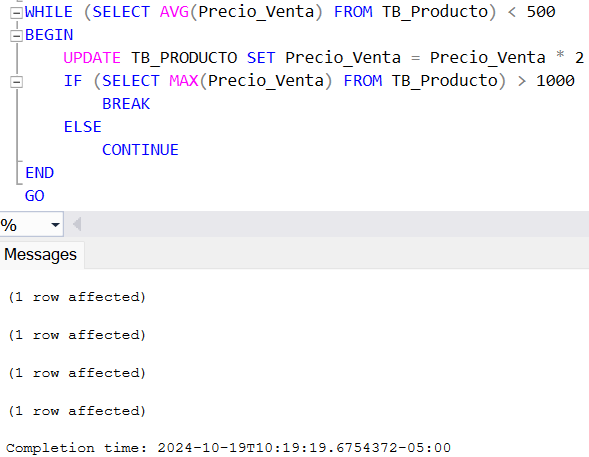 WHILE (SELECT AVG(Precio_Venta) FROM TB_Producto) < 500
BEGIN
UPDATE TB_PRODUCTO SET Precio_Venta = Precio_Venta * 2
IF (SELECT MAX(Precio_Venta) FROM TB_Producto) > 1000
BREAK
ELSE
CONTINUE
END
GO
%
Messages
(1 row affected)
(1 row affected)
(1 row affected)
(1 row affected)
Completion time: 2024-10-19T10:19:19.6754372-05:00